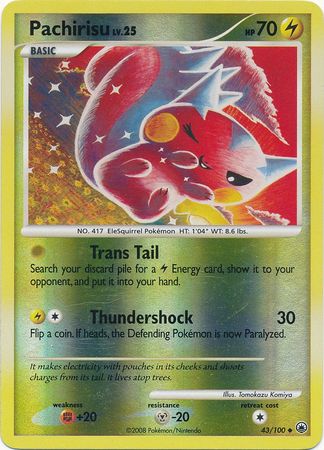 Pachirisu LV.25 HP 70
BASIC
NO. 417 EleSquirrel Pokémon HT: 1'04" WT: 8.6 lbs.
Trans Tail
Search your discard pile for a Energy card, show it to your
opponent, and put it into your hand.
Thundershock 30
Flip a coin. If heads, the Defending Pokémon is now Paralyzed.
It makes electricity with pouches in its cheeks and shoots
charges from its tail. It lives atop trees.
Illus. Tomokazu Komiya
weakness resistance retreat cost 43/100
+20 -20
©2008 Pokémon/Nintendo